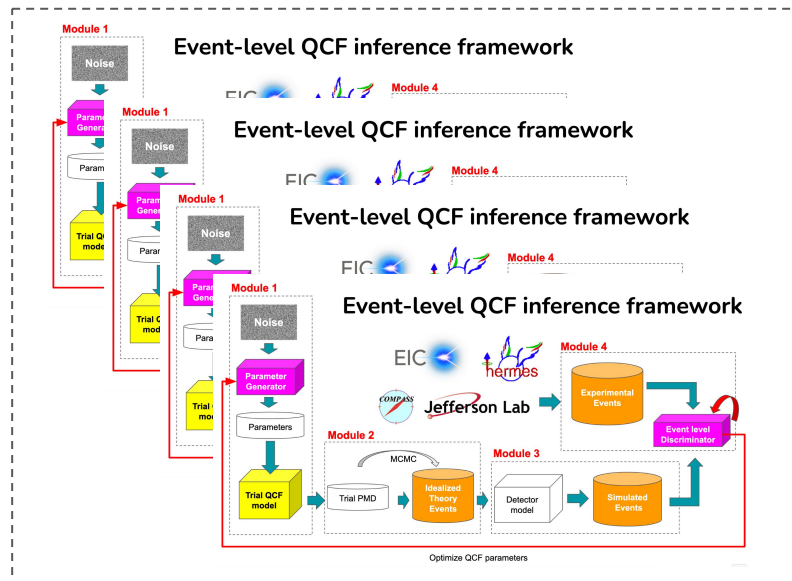 Module 1
Event-level QCF inference framework
Noise
EIC
Module 4
Module 1
Event-level QCF inference framework
Noise
EIC
Module 4
Module 1
Event-level QCF inference framework
Noise
EIC
Module 4
Module 1
Event-level QCF inference framework
Noise
EIC
hermes
Module 4
Parameter
Generator
COMPASS
Jefferson Lab
Experimental
Events
Event level
Discriminator
Parameters
Module 2
MCMC
Module 3
Trial QCF
model
Trial PMD
Idealized
Theory
Events
Detector
model
Simulated
Events
Optimize QCF parameters